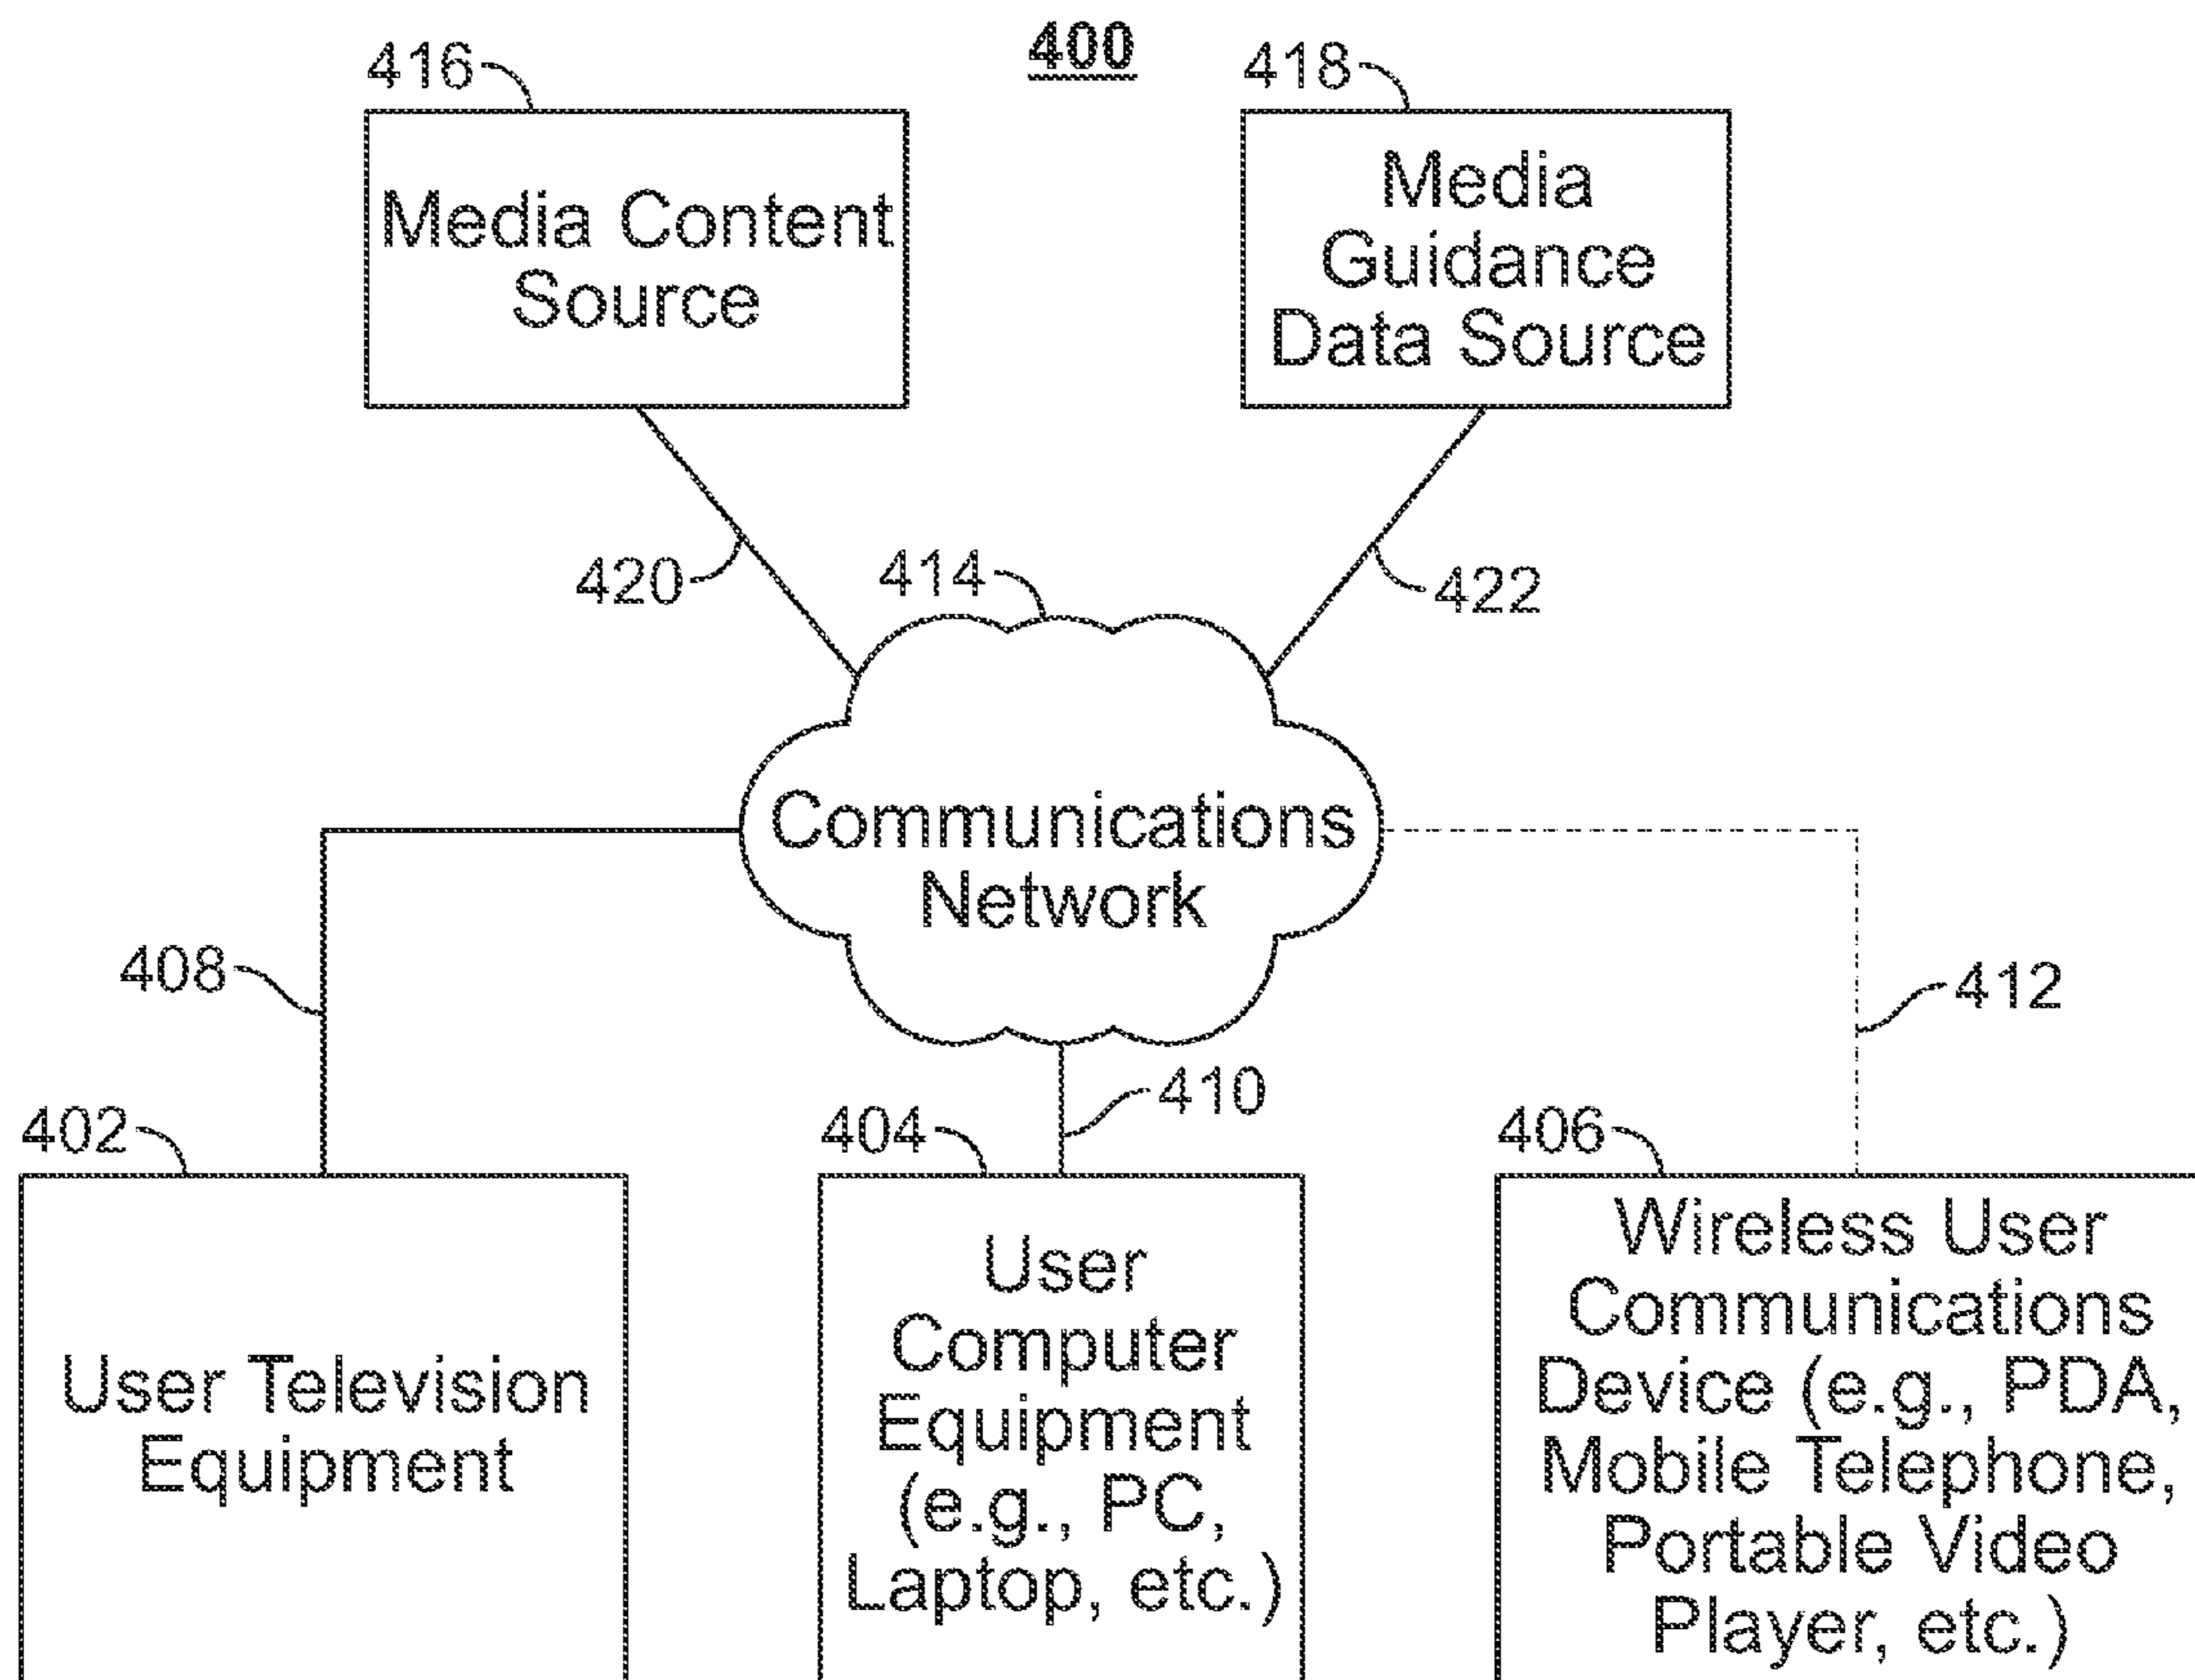 400
416
418
Media Content
Source
Media
Guidance
Data Source
420
414
422
Communications
Network
408
412
410
402
404
406
User Television
Equipment
User
Computer
Equipment
(e.g., PC,
Laptop, etc.)
Wireless User
Communications
Device (e.g., PDA,
Mobile Telephone,
Portable Video
Player, etc.)